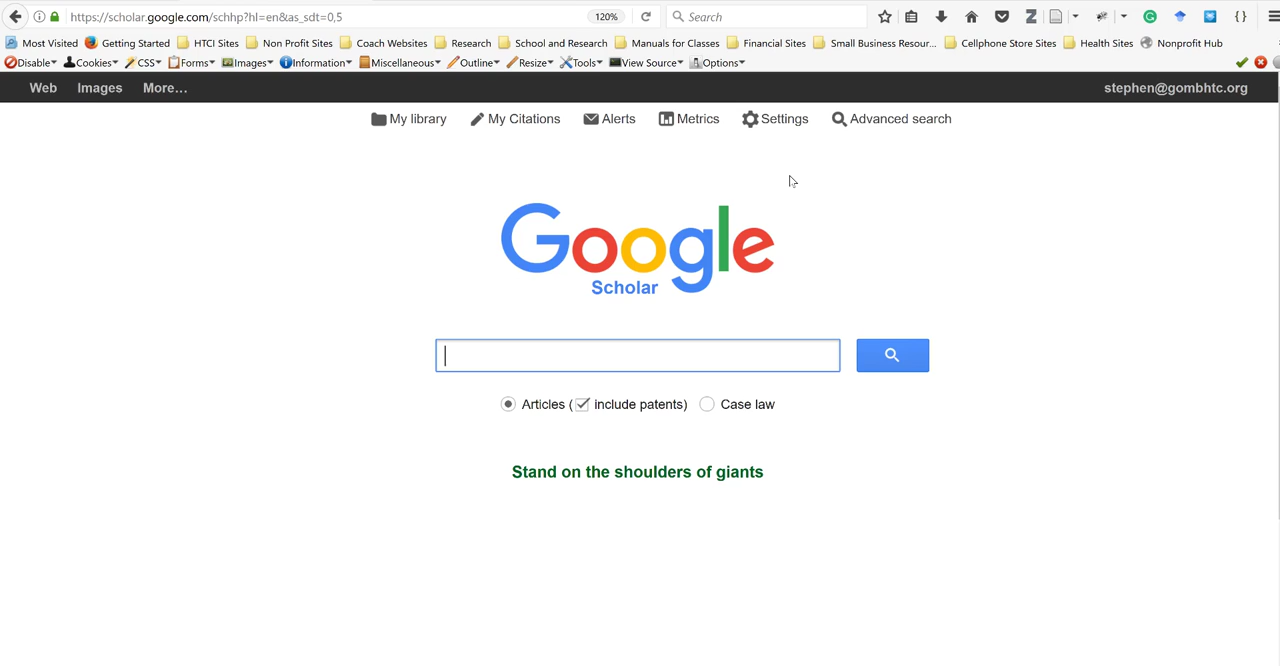 https://scholar.google.com/schhp?hl=en&as_sdt=0,5 120% Search
Most Visited Getting Started HTCI Sites Non Profit Sites Coach Websites Research School and Research Manuals for Classes Financial Sites Small Business Resour... Cellphone Store Sites Health Sites Nonprofit Hub
Disable Cookies CSS Forms Images Information Miscellaneous Outline Resize Tools View Source Options
Web Images More... stephen@gombhtc.org
My library My Citations Alerts Metrics Settings Advanced search
Google
Scholar
Articles (include patents) Case law
Stand on the shoulders of giants